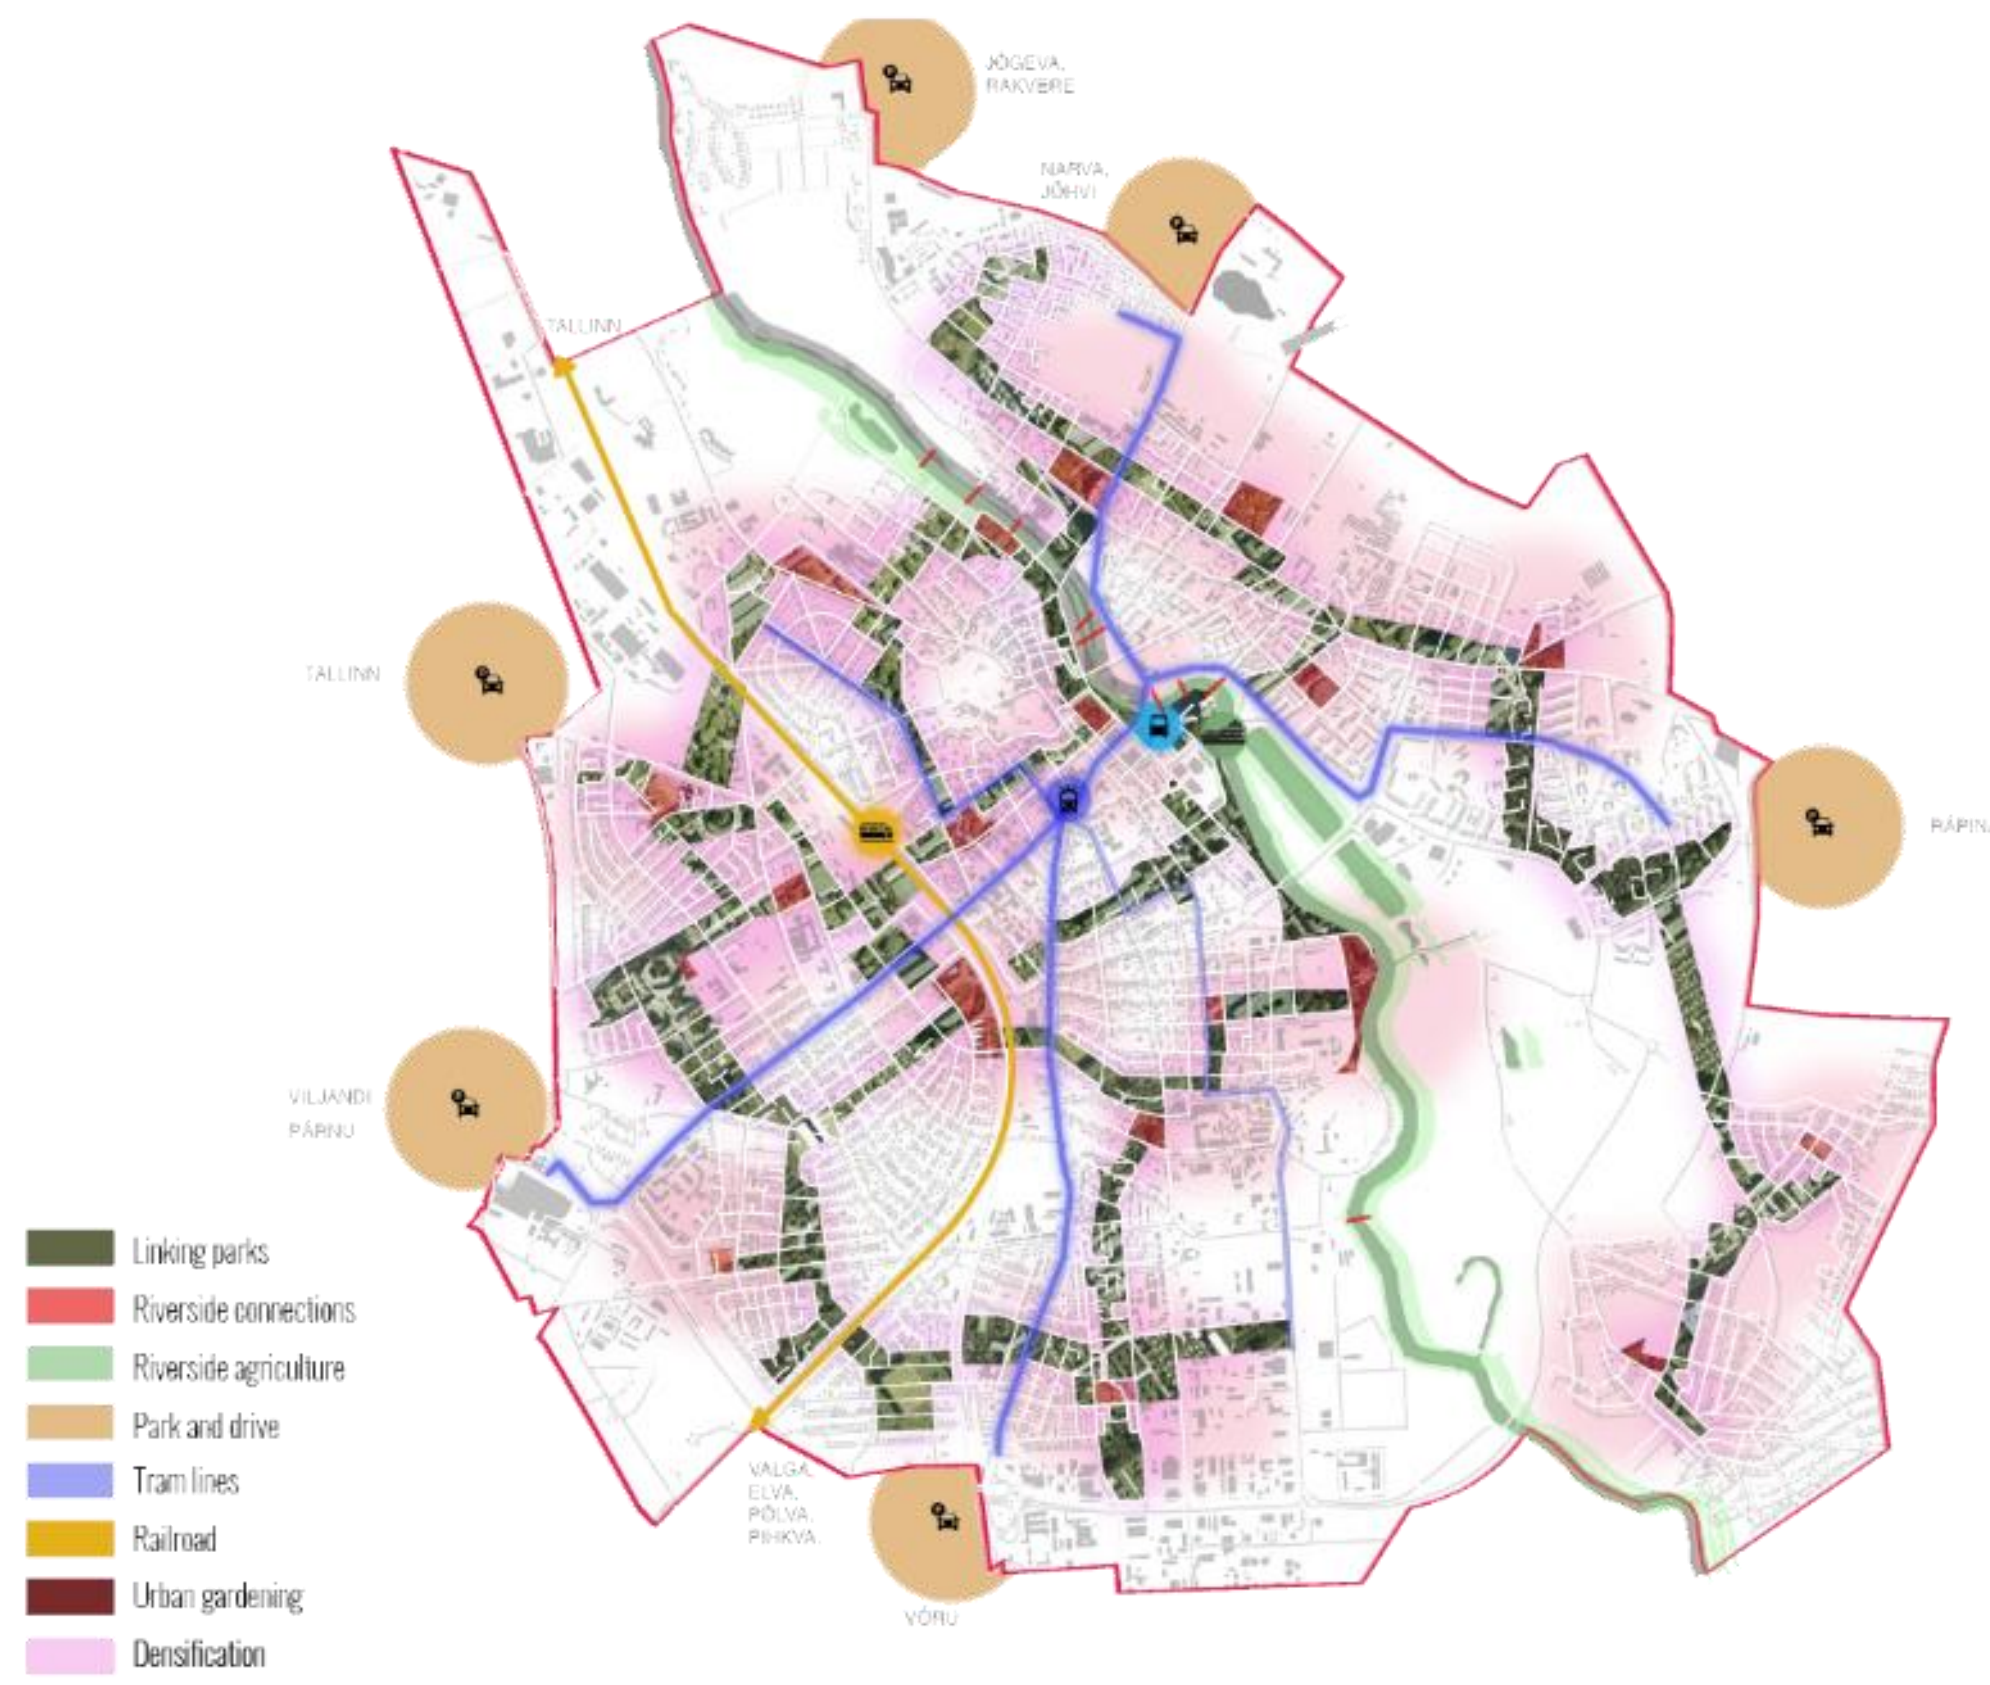 JÕGEVA,
RAKVERE
NARVA,
JÕHVI
TALLINN
TALLINN
VILJANDI
PÄRNU
VALGA,
ELVA,
PÕLVA,
PIHKVA,
VÕRU
Linking parks
Riverside connections
Riverside agriculture
Park and drive
Tram lines
Railroad
Urban gardening
Densification